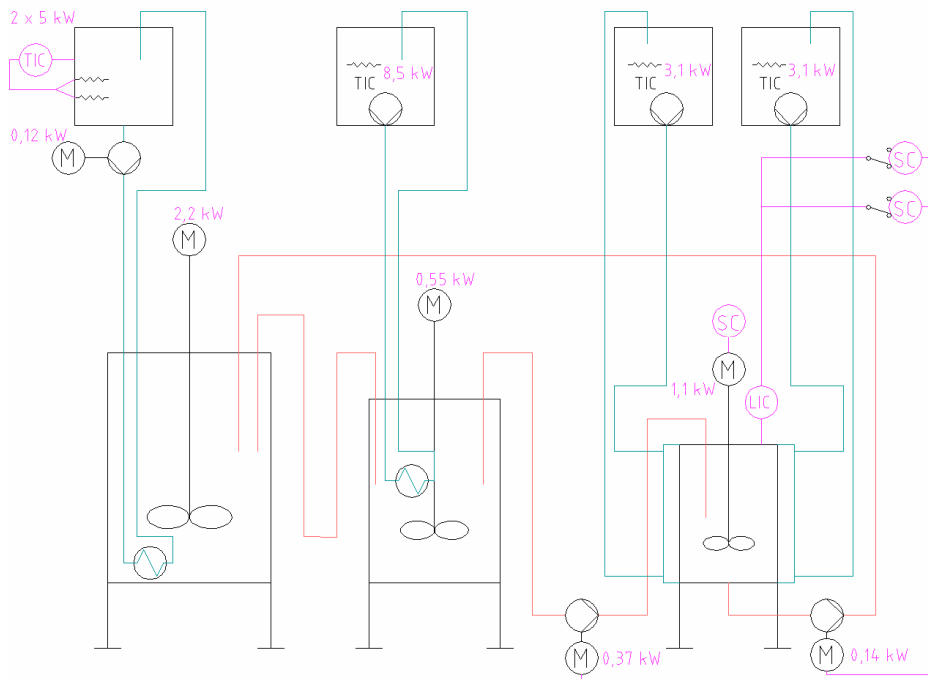 2 x 5 kW
TIC
8,5 kW
TIC
3,1 kW
TIC
3,1 kW
TIC
0,12 kW
M
SC
SC
2,2 kW
M
0,55 kW
M
SC
M
1,1 kW
LIC
M
0,37 kW
M
0,14 kW